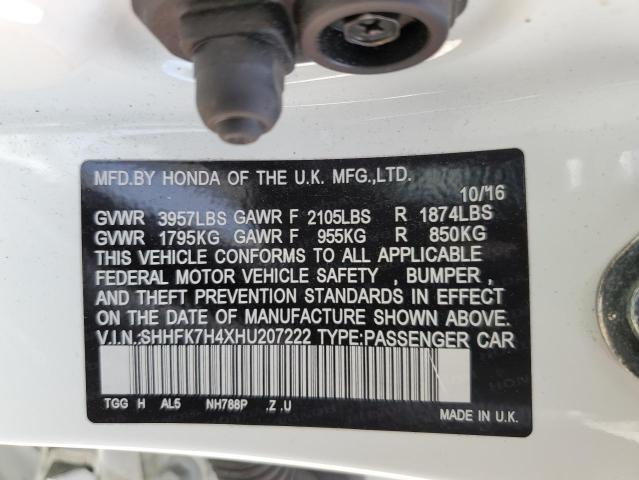 MFD.BY HONDA OF THE U.K. MFG.,LTD.
10/16
GVWR 3957LBS GAWR F 2105LBS R 1874LBS
GVWR 1795KG GAWR F 955KG R 850KG
THIS VEHICLE CONFORMS TO ALL APPLICABLE
FEDERAL MOTOR VEHICLE SAFETY , BUMPER ,
AND THEFT PREVENTION STANDARDS IN EFFECT
ON THE DATE OF MANUFACTURE SHOWN ABOVE.
V.I.N.:SHHFK7H4XHU207222 TYPE:PASSENGER CAR
TGG H AL5 NH788P .Z .U
MADE IN U.K.